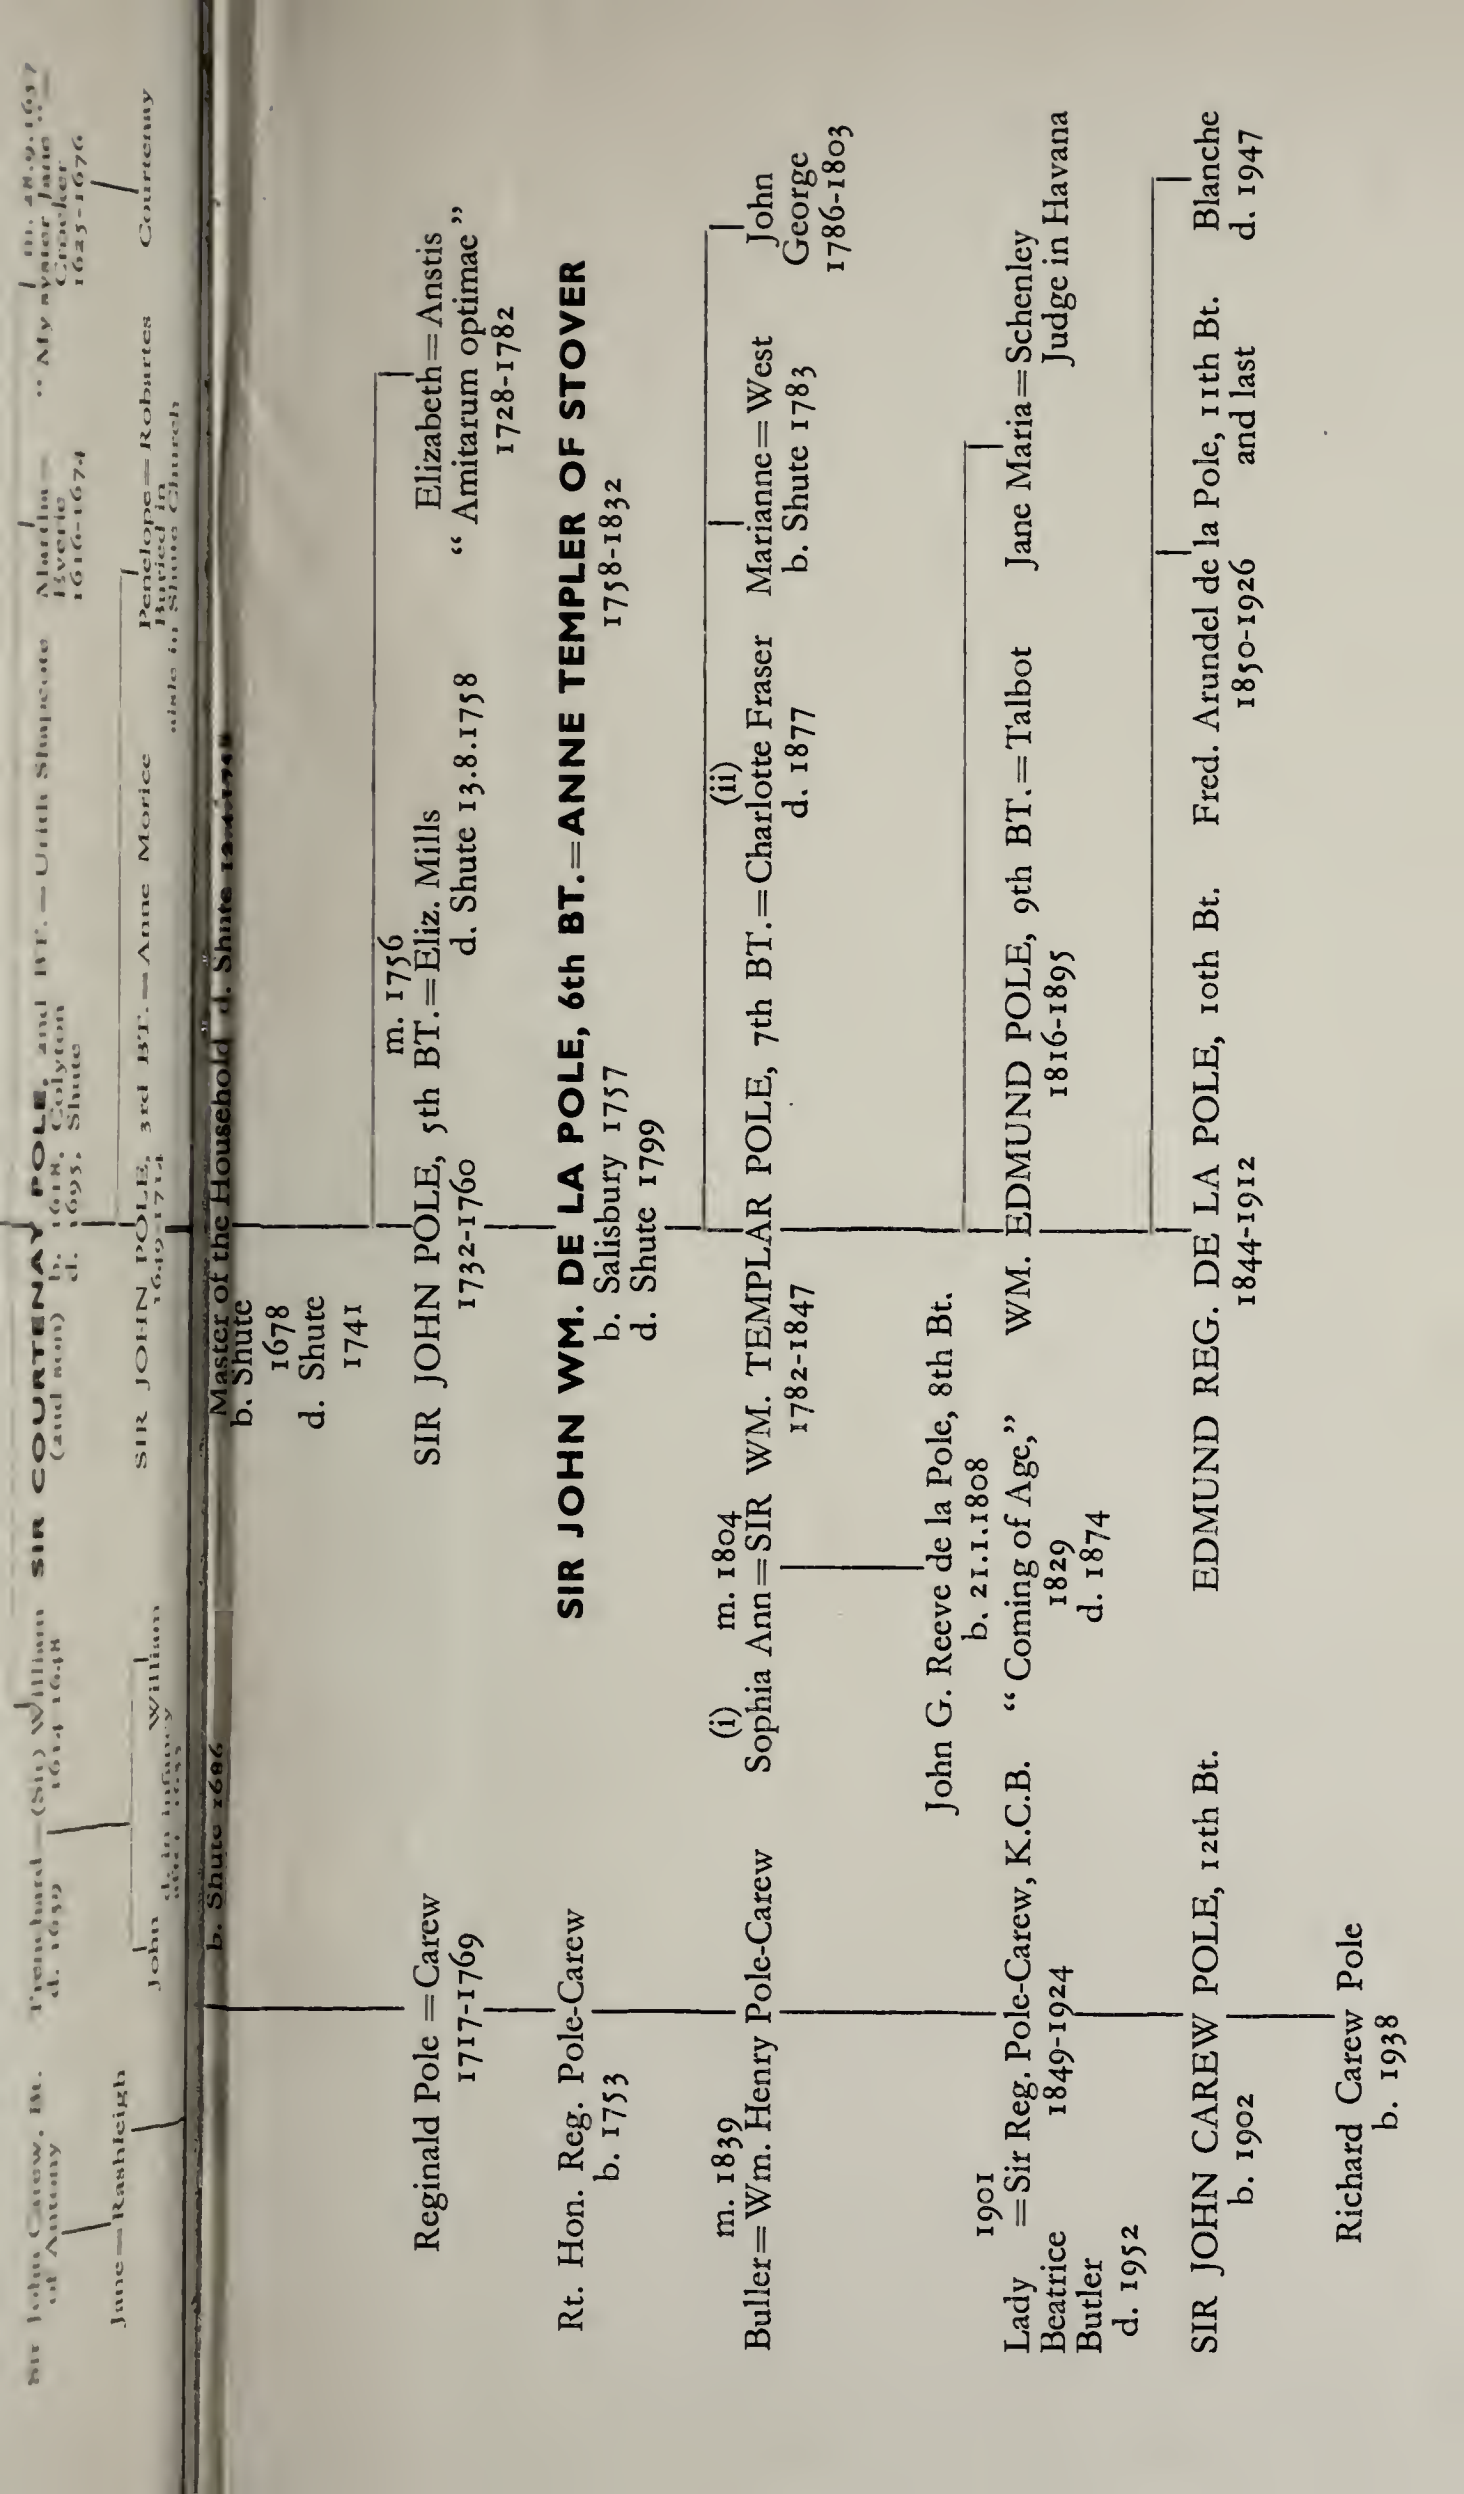 SIR COURTENAY POLE, 2nd BT. = Urith Shapcote
SIR JOHN POLE, 3rd BT. = Anne Morice
Penelope = Robartes
Courtenay
Buried in
John
William
Jane = Rashleigh
b. Shute 1686
Master of the Household
b. Shute
1678
d. Shute
1741
m. 1756
Reginald Pole = Carew
1717-1769
SIR JOHN POLE, 5th BT. = Eliz. Mills
1732-1760
d. Shute 13.8.1758
Elizabeth = Anstis
“ Amitarum optimae ”
1728-1782
Rt. Hon. Reg. Pole-Carew
b. 1753
SIR JOHN WM. DE LA POLE, 6th BT. = ANNE TEMPLER OF STOVER
b. Salisbury 1757
d. Shute 1799
1758-1832
m. 1839
Buller = Wm. Henry Pole-Carew
(i) m. 1804 (ii)
Sophia Ann = SIR WM. TEMPLAR POLE, 7th BT. = Charlotte Fraser
1782-1847
d. 1877
Marianne = West
b. Shute 1783
John
George
1786-1803
John G. Reeve de la Pole, 8th Bt.
b. 21.1.1808
“ Coming of Age,”
1829
d. 1874
1901
Lady = Sir Reg. Pole-Carew, K.C.B.
Beatrice 1849-1924
Butler
d. 1952
WM. EDMUND POLE, 9th BT. = Talbot
1816-1895
Jane Maria = Schenley
Judge in Havana
SIR JOHN CAREW POLE, 12th Bt.
b. 1902
EDMUND REG. DE LA POLE, 10th Bt.
1844-1912
Fred. Arundel de la Pole, 11th Bt.
1850-1926 and last
Blanche
d. 1947
Richard Carew Pole
b. 1938